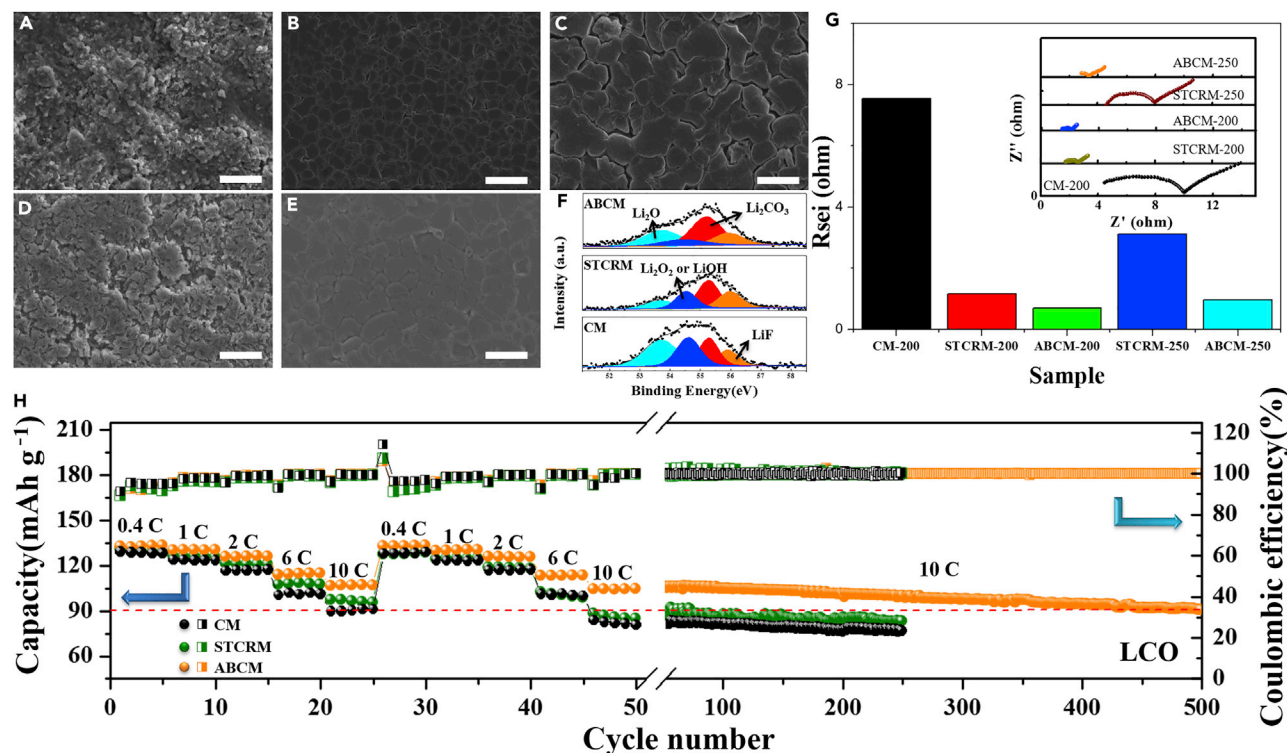 A
B
C
D
E
F
ABCM
Li₂O
Li₂CO₃
STCRM
Li₂O₂ or LiOH
CM
LiF
Intensity (a.u.)
51 52 53 54 55 56 57 58
Binding Energy(eV)
G
8
4
0
Rsei (ohm)
Z'' (ohm)
ABCM-250
STCRM-250
ABCM-200
STCRM-200
CM-200
0
0 4 8 12
Z' (ohm)
CM-200 STCRM-200 ABCM-200 STCRM-250 ABCM-250
Sample
H
210
180
150
120
90
60
Capacity(mAh g⁻¹)
0.4 C 1 C 2 C 6 C 10 C 0.4 C 1 C 2 C 6 C 10 C 10 C
CM
STCRM
ABCM
LCO
120
100
80
60
40
20
0
Coulombic efficiency(%)
0 10 20 30 40 50 100 200 300 400 500
Cycle number